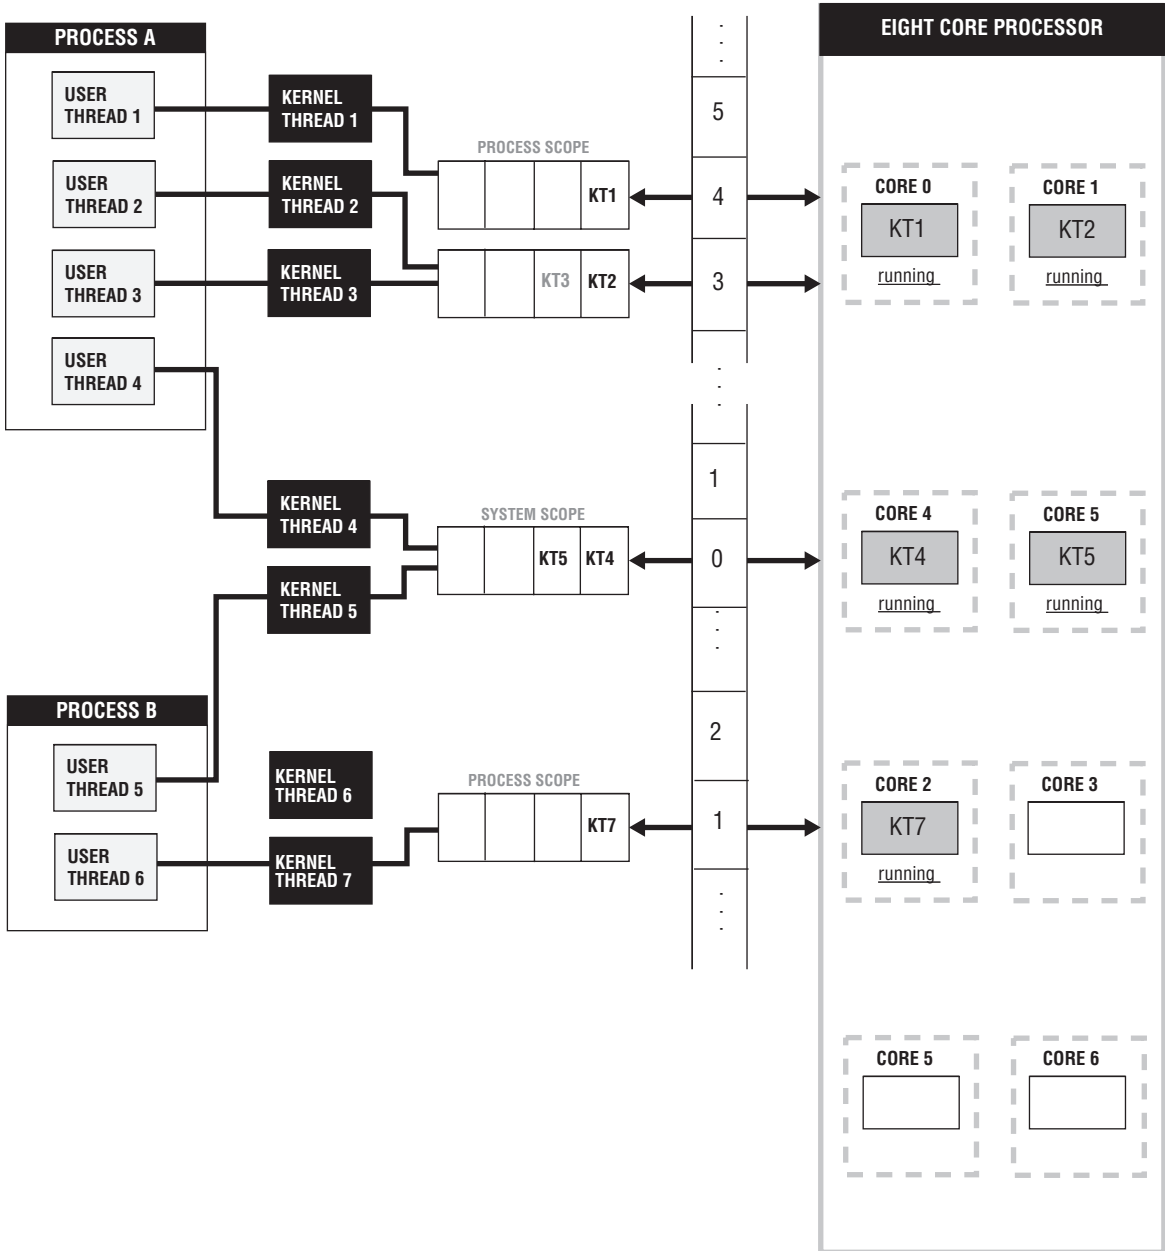 PROCESS A
USER
THREAD 1
USER
THREAD 2
USER
THREAD 3
USER
THREAD 4
KERNEL
THREAD 1
KERNEL
THREAD 2
KERNEL
THREAD 3
PROCESS SCOPE
KT1
KT3 KT2
5
4
3
EIGHT CORE PROCESSOR
CORE 0
KT1
running
CORE 1
KT2
running
KERNEL
THREAD 4
KERNEL
THREAD 5
SYSTEM SCOPE
KT5 KT4
1
0
CORE 4
KT4
running
CORE 5
KT5
running
PROCESS B
USER
THREAD 5
USER
THREAD 6
KERNEL
THREAD 6
KERNEL
THREAD 7
PROCESS SCOPE
KT7
2
1
CORE 2
KT7
running
CORE 3
CORE 5
CORE 6